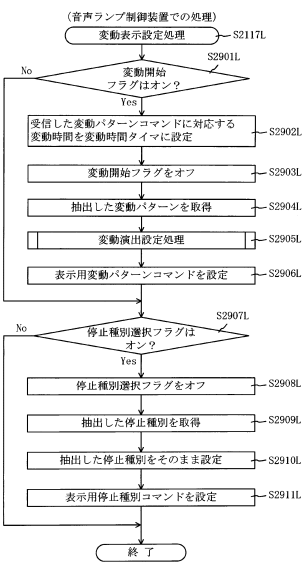 (音声ランプ制御装置での処理)
変動表示設定処理
S2117L
S2901L
変動開始
フラグはオン？
No
Yes
受信した変動パターンコマンドに対応する
変動時間を変動時間タイマに設定
S2902L
変動開始フラグをオフ
S2903L
抽出した変動パターンを取得
S2904L
変動演出設定処理
S2905L
表示用変動パターンコマンドを設定
S2906L
S2907L
停止種別選択フラグは
オン？
No
Yes
停止種別選択フラグをオフ
S2908L
抽出した停止種別を取得
S2909L
抽出した停止種別をそのまま設定
S2910L
表示用停止種別コマンドを設定
S2911L
終了